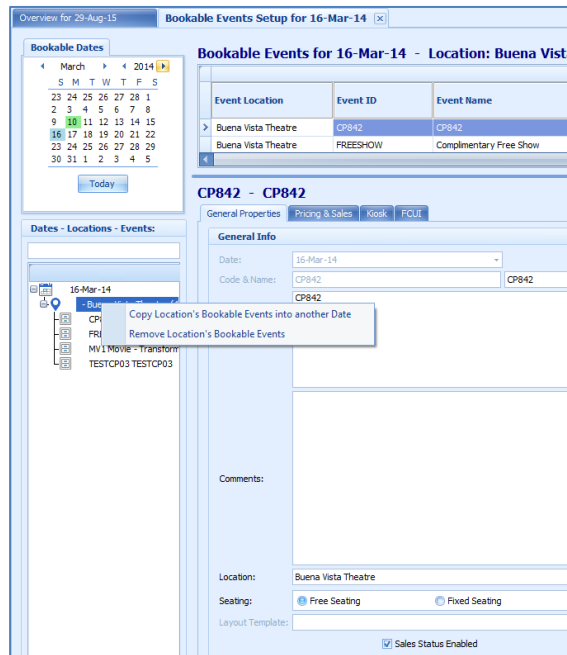 Overview for 29-Aug-15
Bookable Events Setup for 16-Mar-14
Bookable Dates
March 2014
S M T W T F S
23 24 25 26 27 28 1
2 3 4 5 6 7 8
9 10 11 12 13 14 15
16 17 18 19 20 21 22
23 24 25 26 27 28 29
30 31 1 2 3 4 5
Today
Dates - Locations - Events:
16-Mar-14
- Bue
CP
FRE
MV1 Movie - Transform
TESTCP03 TESTCP03
Copy Location's Bookable Events into another Date
Remove Location's Bookable Events
Bookable Events for 16-Mar-14 - Location: Buena Vist
Event Location Event ID Event Name
Buena Vista Theatre CP842 CP842
Buena Vista Theatre FREESHOW Complimentary Free Show
CP842 - CP842
General Properties Pricing & Sales Kiosk FCUI
General Info
Date: 16-Mar-14
Code & Name: CP842 CP842
CP842
Comments:
Location: Buena Vista Theatre
Seating: Free Seating Fixed Seating
Layout Template:
Sales Status Enabled